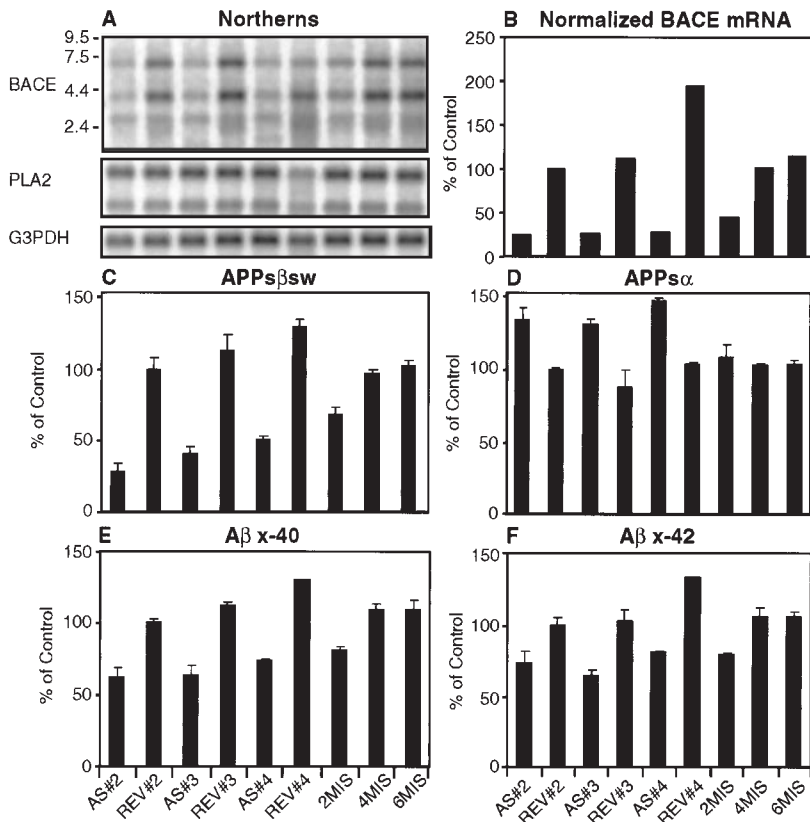 A Northerns
9.5 -
7.5 -
BACE
4.4 -
2.4 -
PLA2
G3PDH
B Normalized BACE mRNA
% of Control
250
200
150
100
50
0
C APPsβsw
% of Control
150
100
50
0
D APPsα
% of Control
150
100
50
0
E Aβ x-40
% of Control
150
100
50
0
AS#2
REV#2
AS#3
REV#3
AS#4
REV#4
2MIS
4MIS
6MIS
F Aβ x-42
% of Control
150
100
50
0
AS#2
REV#2
AS#3
REV#3
AS#4
REV#4
2MIS
4MIS
6MIS